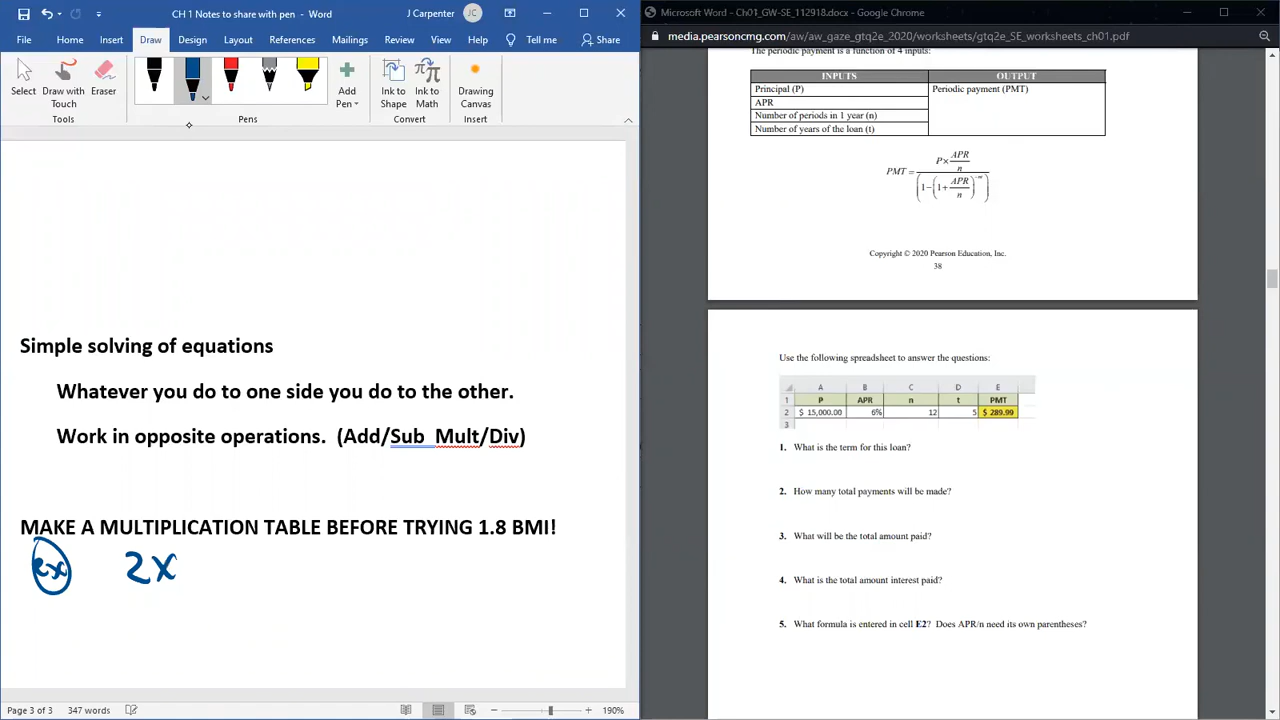 J Carpenter JC
File Home Insert Draw Design Layout References Mailings Review View Help Tell me Share
Select Draw with Touch Eraser Add Pen Ink to Shape Ink to Math Drawing Canvas
Tools Pens Convert Insert
Simple solving of equations
Whatever you do to one side you do to the other.
Work in opposite operations. (Add/Sub Mult/Div)
MAKE A MULTIPLICATION TABLE BEFORE TRYING 1.8 BMI!
Ex 2x
Page 3 of 3 347 words 190%
Microsoft Word - Ch01_GW-SE_112918.docx - Google Chrome
media.pearsoncmg.com/aw/aw_gaze_gtq2e_2020/worksheets/gtq2e_SE_worksheets_ch01.pdf
The periodic payment is a function of 4 inputs:
INPUTS OUTPUT
Principal (P) Periodic payment (PMT)
APR
Number of periods in 1 year (n)
Number of years of the loan (t)
PMT = P × APR/n / (1 − (1 + APR/n)^−nt)
Copyright © 2020 Pearson Education, Inc.
38
Use the following spreadsheet to answer the questions:
A B C D E
1 P APR n t PMT
2 $ 15,000.00 6% 12 5 $ 289.99
3
1. What is the term for this loan?
2. How many total payments will be made?
3. What will be the total amount paid?
4. What is the total amount interest paid?
5. What formula is entered in cell E2? Does APR/n need its own parentheses?